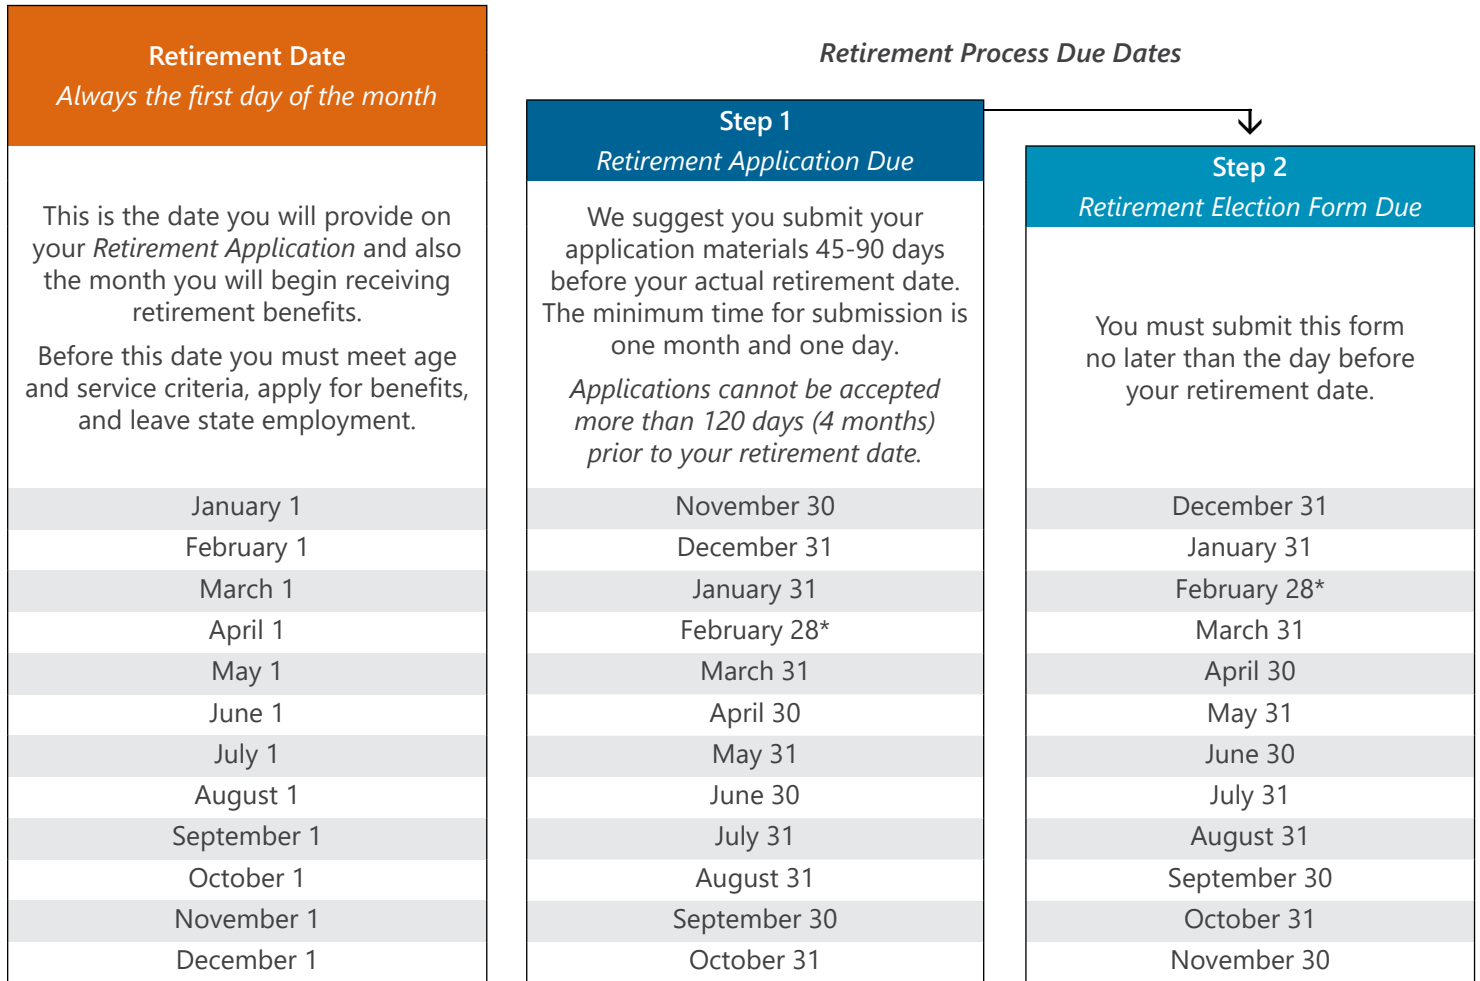 Retirement Date
Always the first day of the month
This is the date you will provide on
your Retirement Application and also
the month you will begin receiving
retirement benefits.
Before this date you must meet age
and service criteria, apply for benefits,
and leave state employment.
Retirement Process Due Dates
Step 1
Retirement Application Due
We suggest you submit your
application materials 45-90 days
before your actual retirement date.
The minimum time for submission is
one month and one day.
Applications cannot be accepted
more than 120 days (4 months)
prior to your retirement date.
Step 2
Retirement Election Form Due
You must submit this form
no later than the day before
your retirement date.
January 1 November 30 December 31
February 1 December 31 January 31
March 1 January 31 February 28*
April 1 February 28* March 31
May 1 March 31 April 30
June 1 April 30 May 31
July 1 May 31 June 30
August 1 June 30 July 31
September 1 July 31 August 31
October 1 August 31 September 30
November 1 September 30 October 31
December 1 October 31 November 30